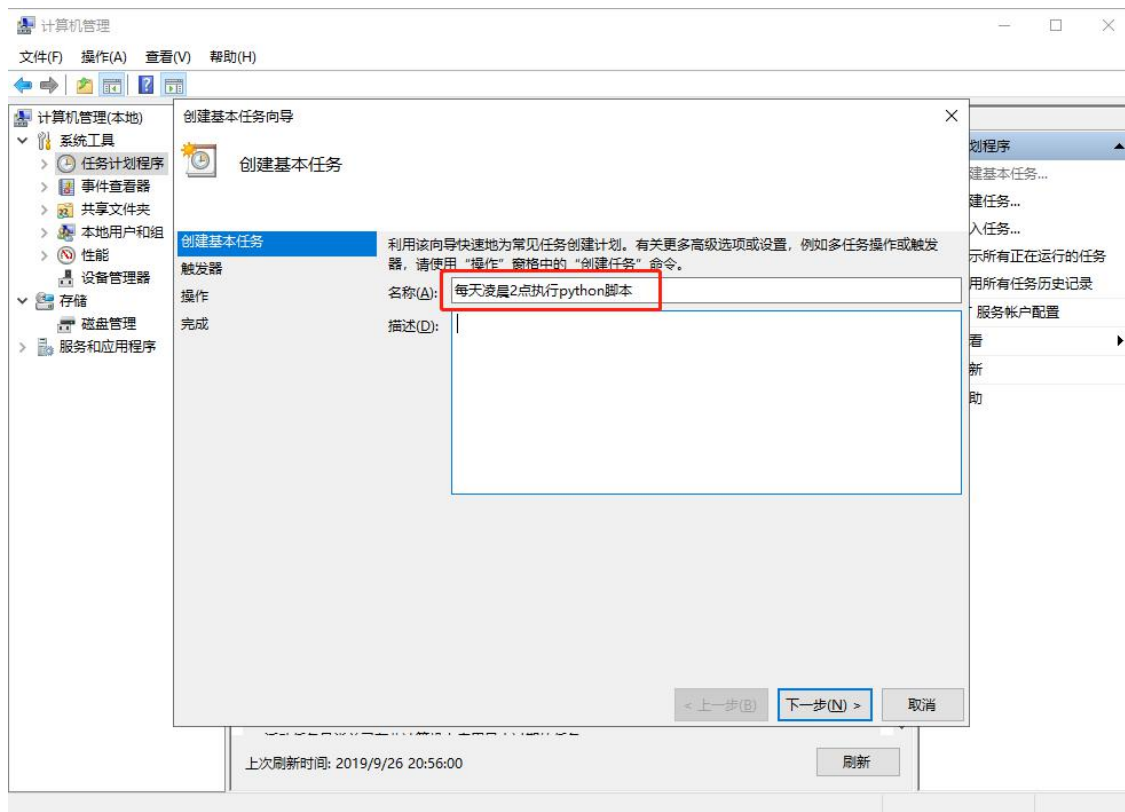 计算机管理
文件(F) 操作(A) 查看(V) 帮助(H)
计算机管理(本地)
系统工具
任务计划程序
事件查看器
共享文件夹
本地用户和组
性能
设备管理器
存储
磁盘管理
服务和应用程序
创建基本任务向导
创建基本任务
创建基本任务
触发器
操作
完成
利用该向导快速地为常见任务创建计划。有关更多高级选项或设置，例如多任务操作或触发
器，请使用“操作”窗格中的“创建任务”命令。
名称(A): 每天凌晨2点执行python脚本
描述(D):
< 上一步(B) 下一步(N) > 取消
上次刷新时间: 2019/9/26 20:56:00
刷新
划程序
建基本任务...
建任务...
入任务...
示所有正在运行的任务
用所有任务历史记录
服务帐户配置
看
新
助